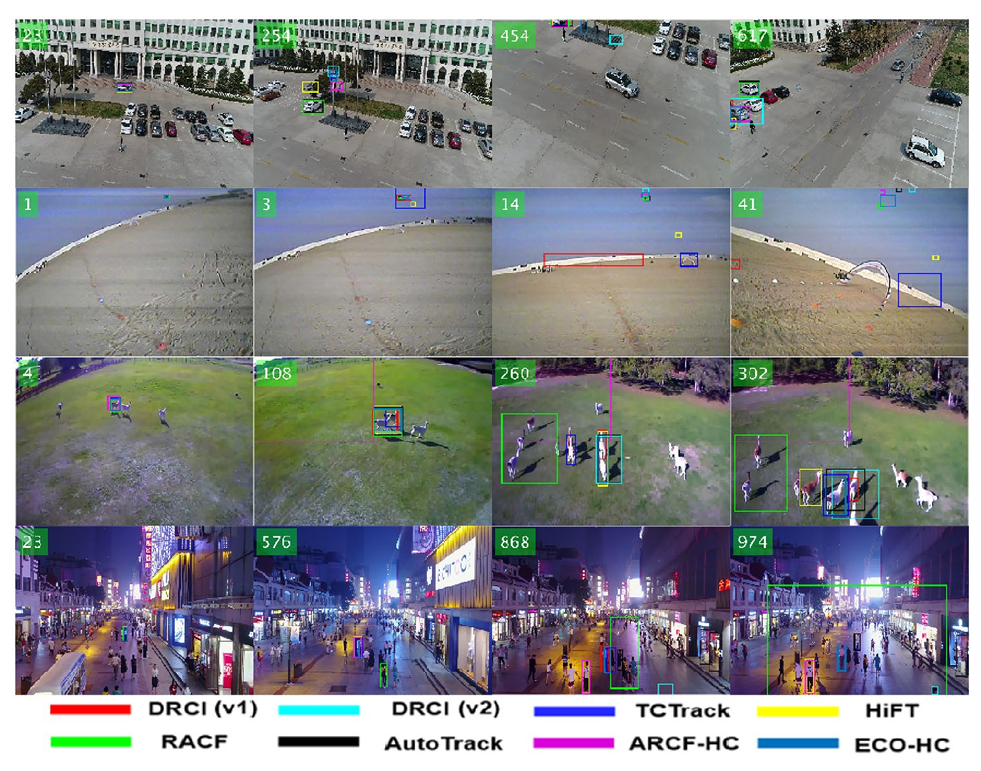 23 254 454 617
1 3 14 41
4 108 260 302
23 576 868 974
DRCI (v1) DRCI (v2) TCTrack HiFT
RACF AutoTrack ARCF-HC ECO-HC